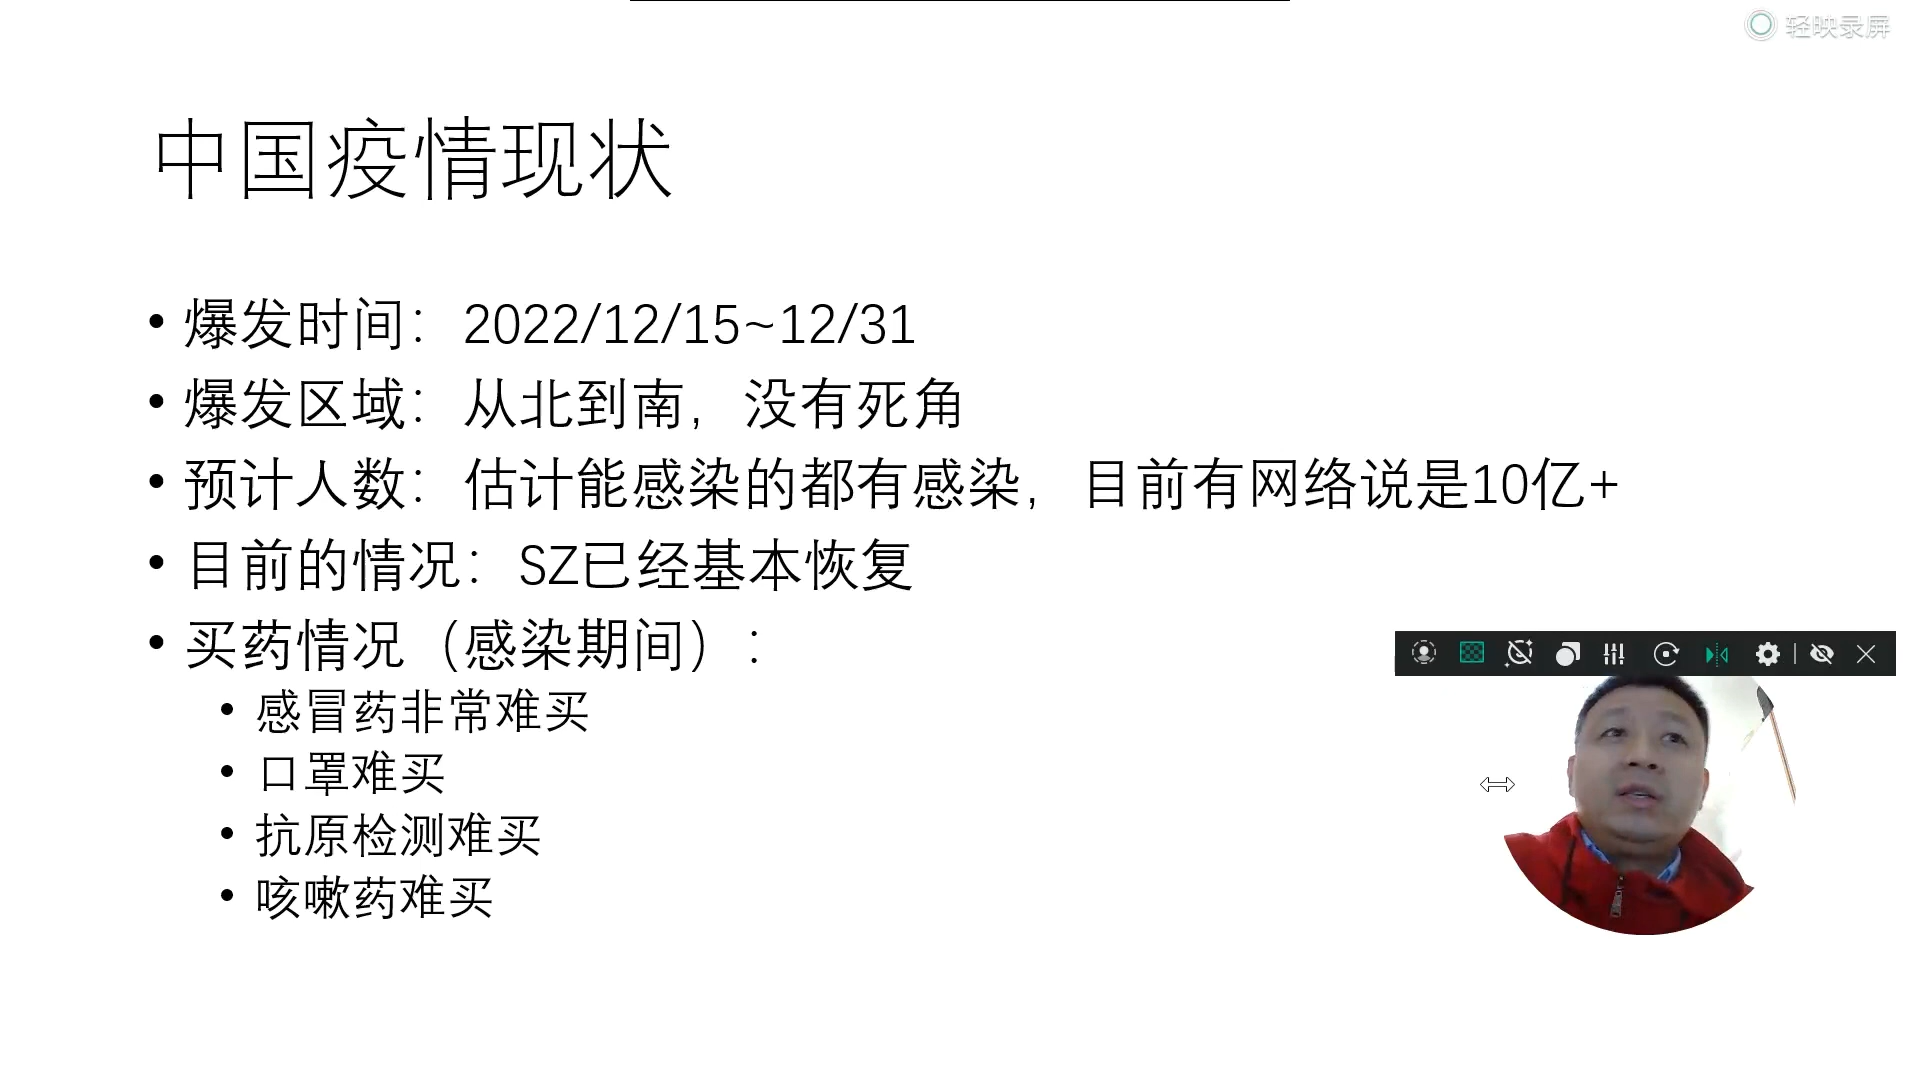 轻映录屏
中国疫情现状
• 爆发时间：2022/12/15~12/31
• 爆发区域：从北到南，没有死角
• 预计人数：估计能感染的都有感染，目前有网络说是10亿+
• 目前的情况：SZ已经基本恢复
• 买药情况（感染期间）：
• 感冒药非常难买
• 口罩难买
• 抗原检测难买
• 咳嗽药难买